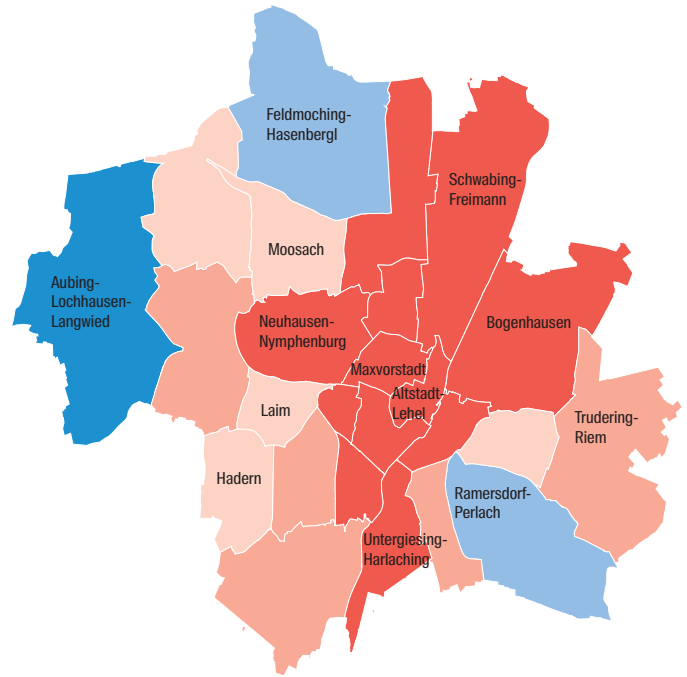 Feldmoching-
Hasenbergl
Schwabing-
Freimann
Moosach
Aubing-
Lochhausen-
Langwied
Neuhausen-
Nymphenburg
Bogenhausen
Maxvorstadt
Altstadt-
Lehel
Laim
Trudering-
Riem
Hadern
Ramersdorf-
Perlach
Untergiesing-
Harlaching